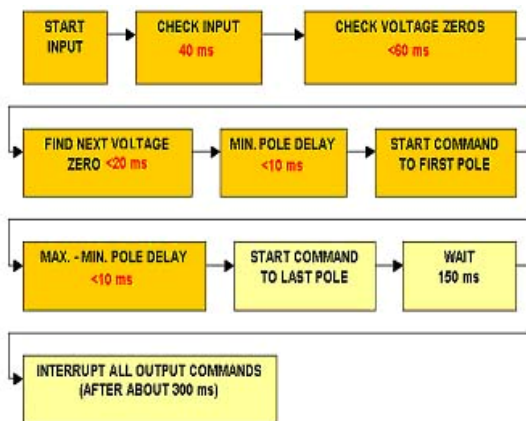 START
INPUT
CHECK INPUT
40 ms
CHECK VOLTAGE ZEROS
<60 ms
FIND NEXT VOLTAGE
ZERO <20 ms
MIN. POLE DELAY
<10 ms
START COMMAND
TO FIRST POLE
MAX. - MIN. POLE DELAY
<10 ms
START COMMAND
TO LAST POLE
WAIT
150 ms
INTERRUPT ALL OUTPUT COMMANDS
(AFTER ABOUT 300 ms)